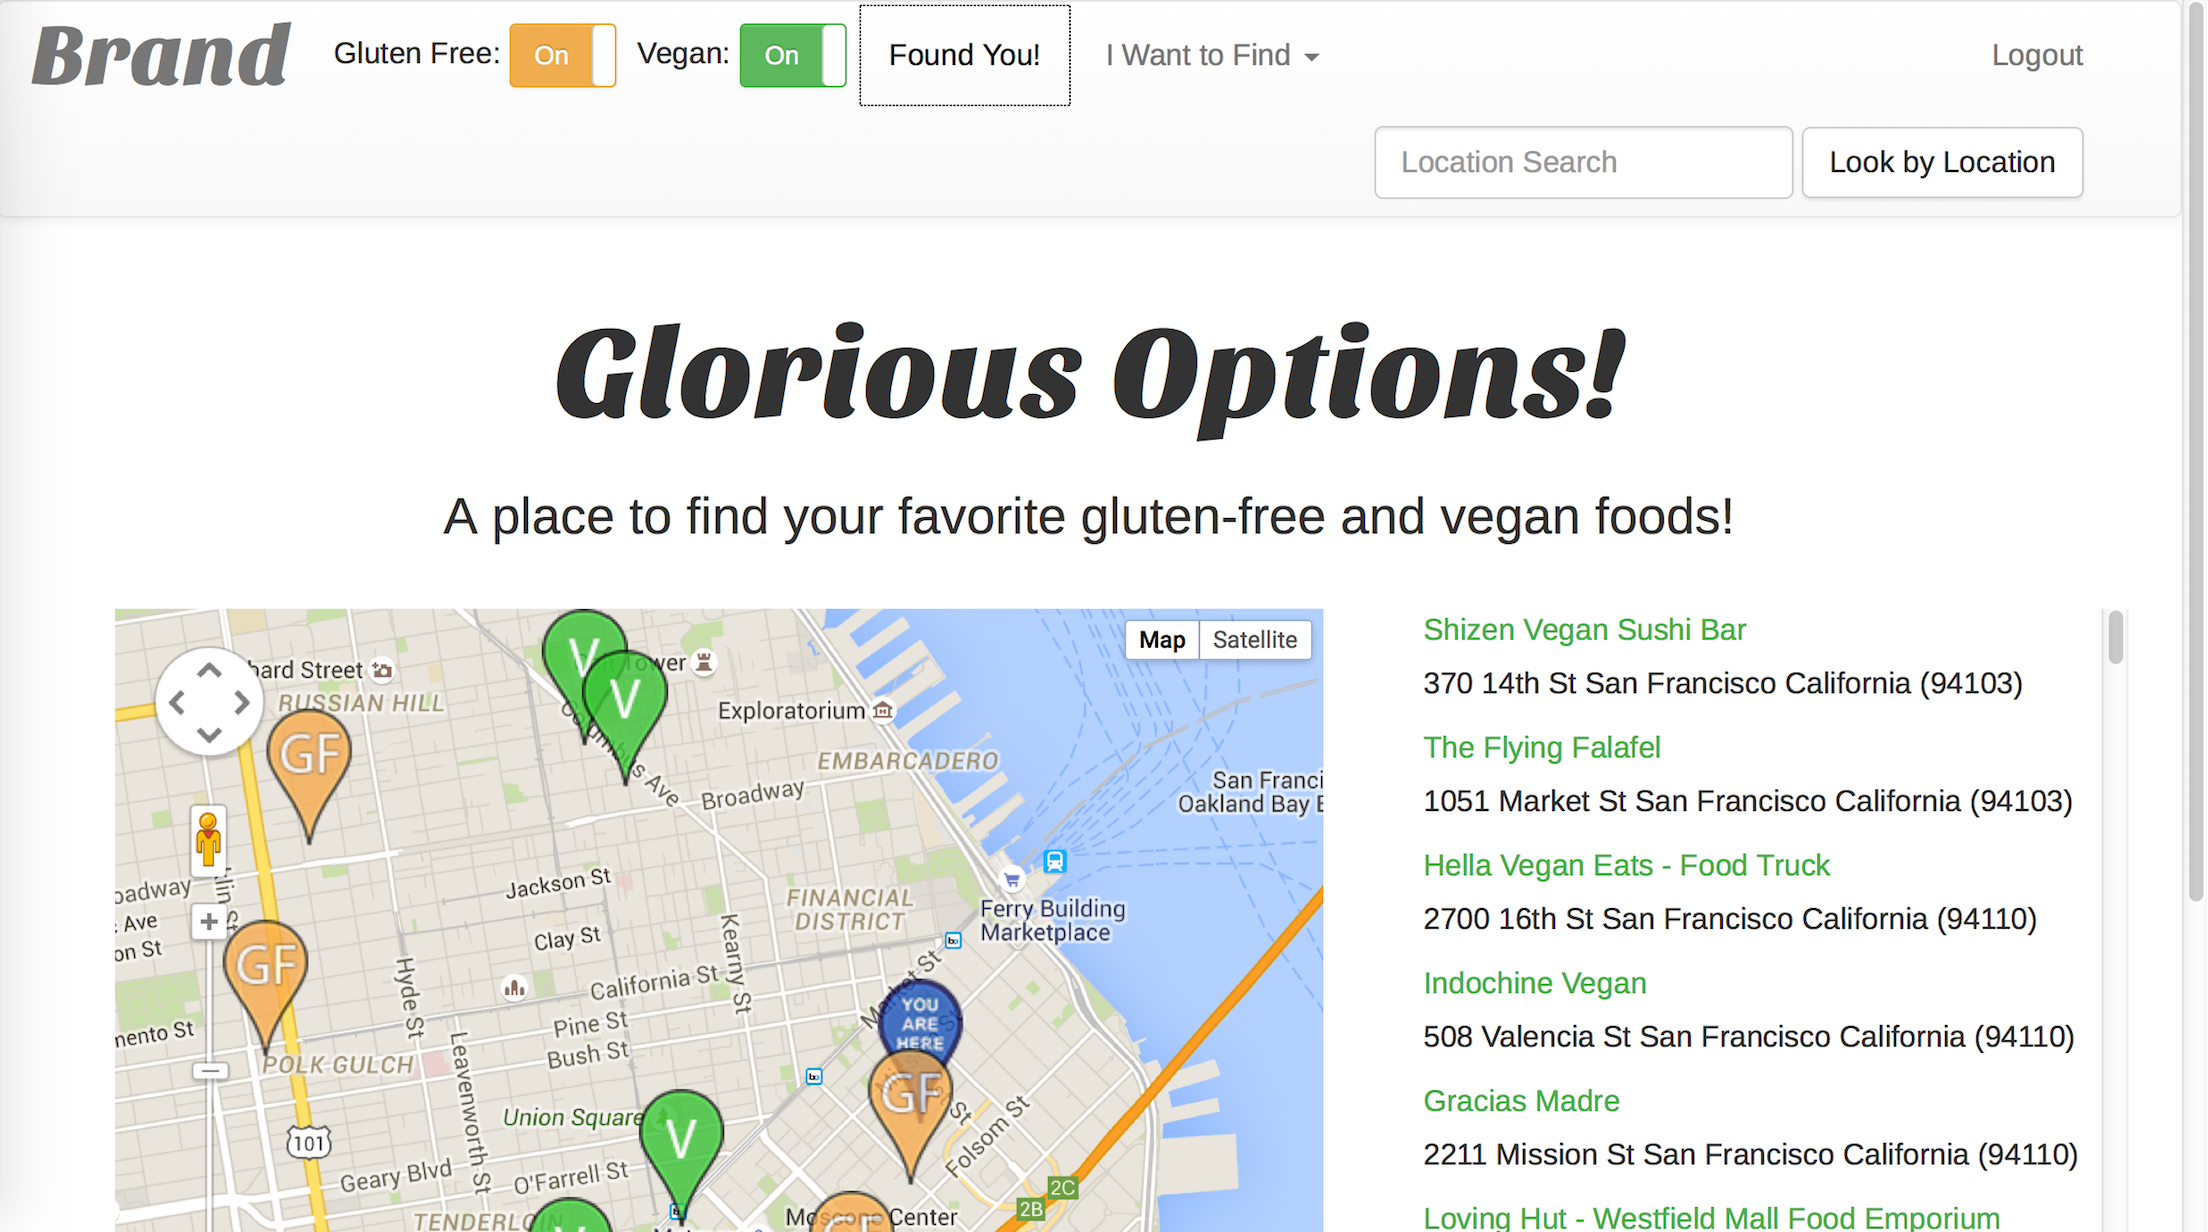 Brand
Gluten Free: On Vegan: On Found You! I Want to Find Logout
Location Search Look by Location
Glorious Options!
A place to find your favorite gluten-free and vegan foods!
Map Satellite
V
V
GF
Street
RUSSIAN HILL
Exploratorium
EMBARCADERO
Columbus Ave
Broadway
San Franci
Oakland Bay
Jackson St
FINANCIAL
DISTRICT
Ferry Building
Marketplace
Ave
GF
Clay St
Kearny St
Hyde St
California St
Market St
YOU
ARE
HERE
Pine St
Bush St
POLK GULCH
Leavenworth St
GF
St
Folsom St
Union Square
V
101
Geary Blvd
O'Farrell St
2C
2B
TENDERLOIN
V
Moscone Center
GF
Shizen Vegan Sushi Bar
370 14th St San Francisco California (94103)
The Flying Falafel
1051 Market St San Francisco California (94103)
Hella Vegan Eats - Food Truck
2700 16th St San Francisco California (94110)
Indochine Vegan
508 Valencia St San Francisco California (94110)
Gracias Madre
2211 Mission St San Francisco California (94110)
Loving Hut - Westfield Mall Food Emporium